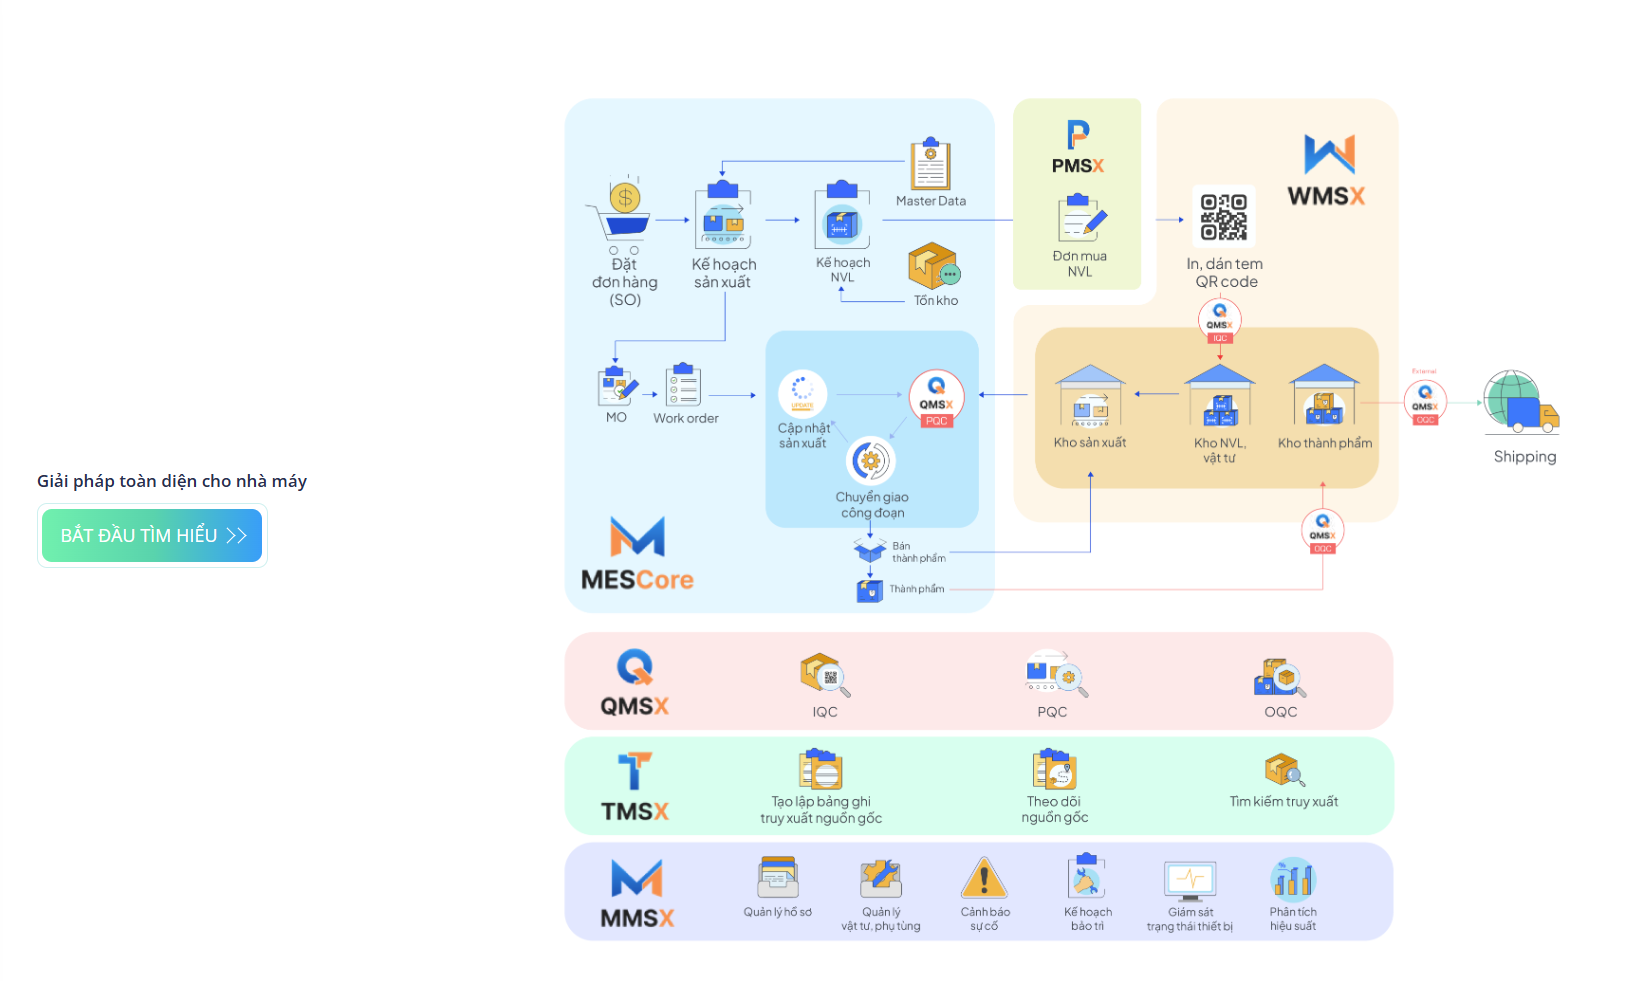 Giải pháp toàn diện cho nhà máy
BẮT ĐẦU TÌM HIỂU
Master Data
Đặt
đơn hàng
(SO)
Kế hoạch
sản xuất
Kế hoạch
NVL
Tồn kho
MO
Work order
UPDATE
Cập nhật
sản xuất
QMSX
PQC
Chuyển giao
công đoạn
Bán
thành phẩm
Thành phẩm
MESCore
PMSX
Đơn mua
NVL
WMSX
In, dán tem
QR code
QMSX
IQC
Kho sản xuất
Kho NVL,
vật tư
Kho thành phẩm
External
QMSX
OQC
Shipping
QMSX
OQC
QMSX
IQC
PQC
OQC
TMSX
Tạo lập bảng ghi
truy xuất nguồn gốc
Theo dõi
nguồn gốc
Tìm kiếm truy xuất
MMSX
Quản lý hồ sơ
Quản lý
vật tư, phụ tùng
Cảnh báo
sự cố
Kế hoạch
bảo trì
Giám sát
trạng thái thiết bị
Phân tích
hiệu suất